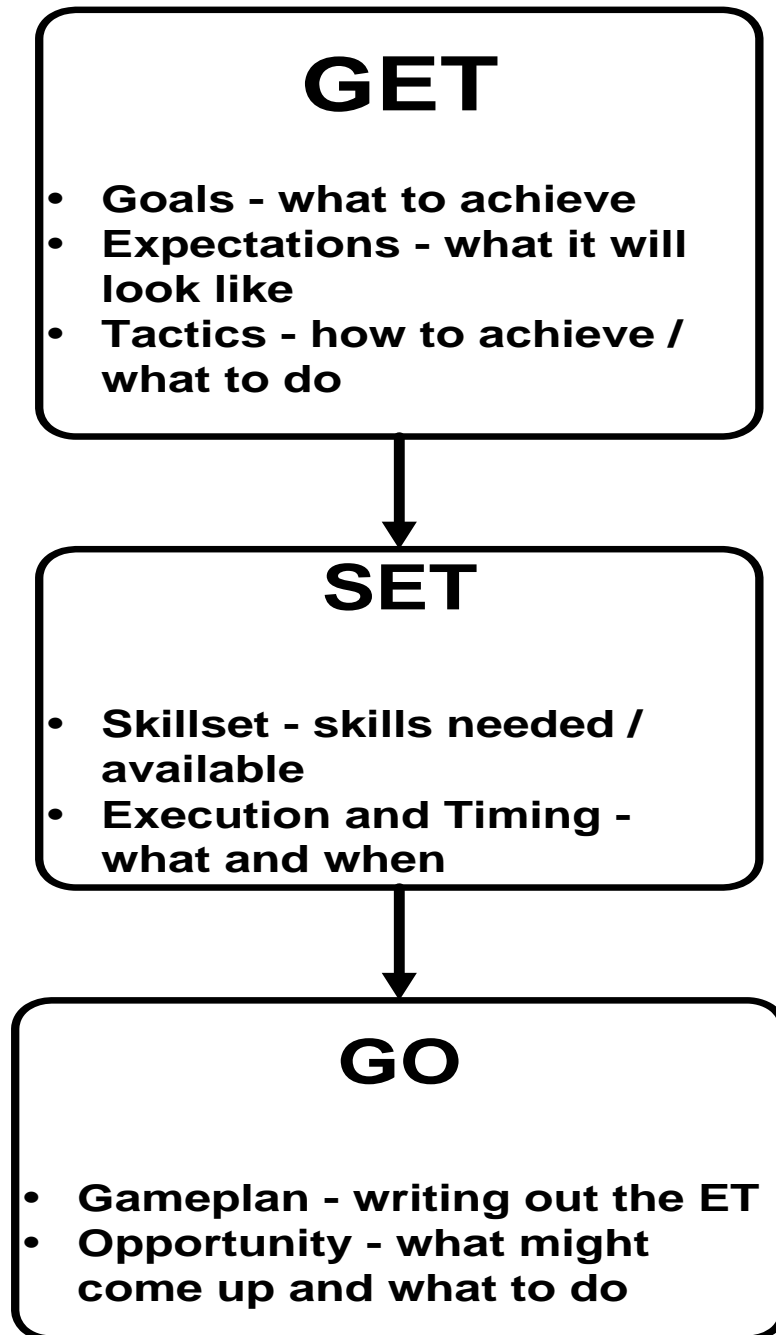 GET
• Goals - what to achieve
• Expectations - what it will
look like
• Tactics - how to achieve /
what to do
SET
• Skillset - skills needed /
available
• Execution and Timing -
what and when
GO
• Gameplan - writing out the ET
• Opportunity - what might
come up and what to do